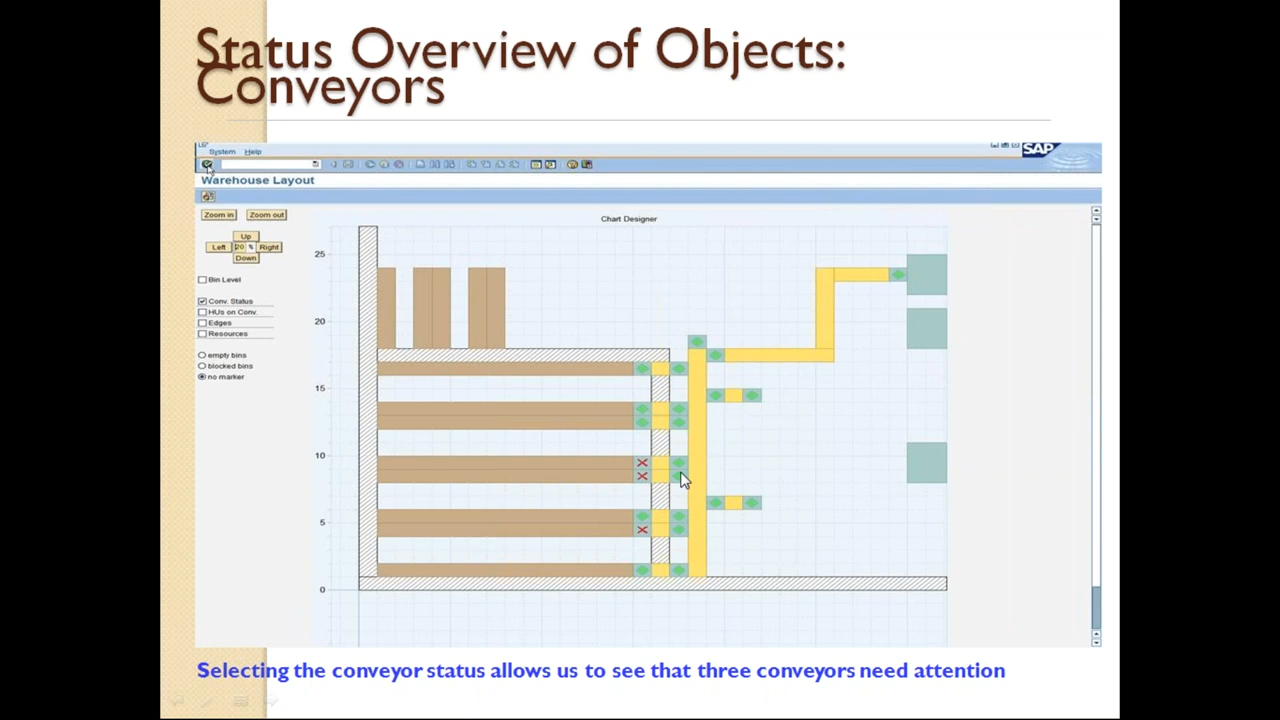 Status Overview of Objects:
Conveyors
System Help
SAP
Warehouse Layout
Zoom in Zoom out
Chart Designer
Up
Left 20 % Right
Down
Bin Level
Conv. Status
HUs on Conv.
Edges
Resources
empty bins
blocked bins
no marker
25
20
15
10
5
0
Selecting the conveyor status allows us to see that three conveyors need attention